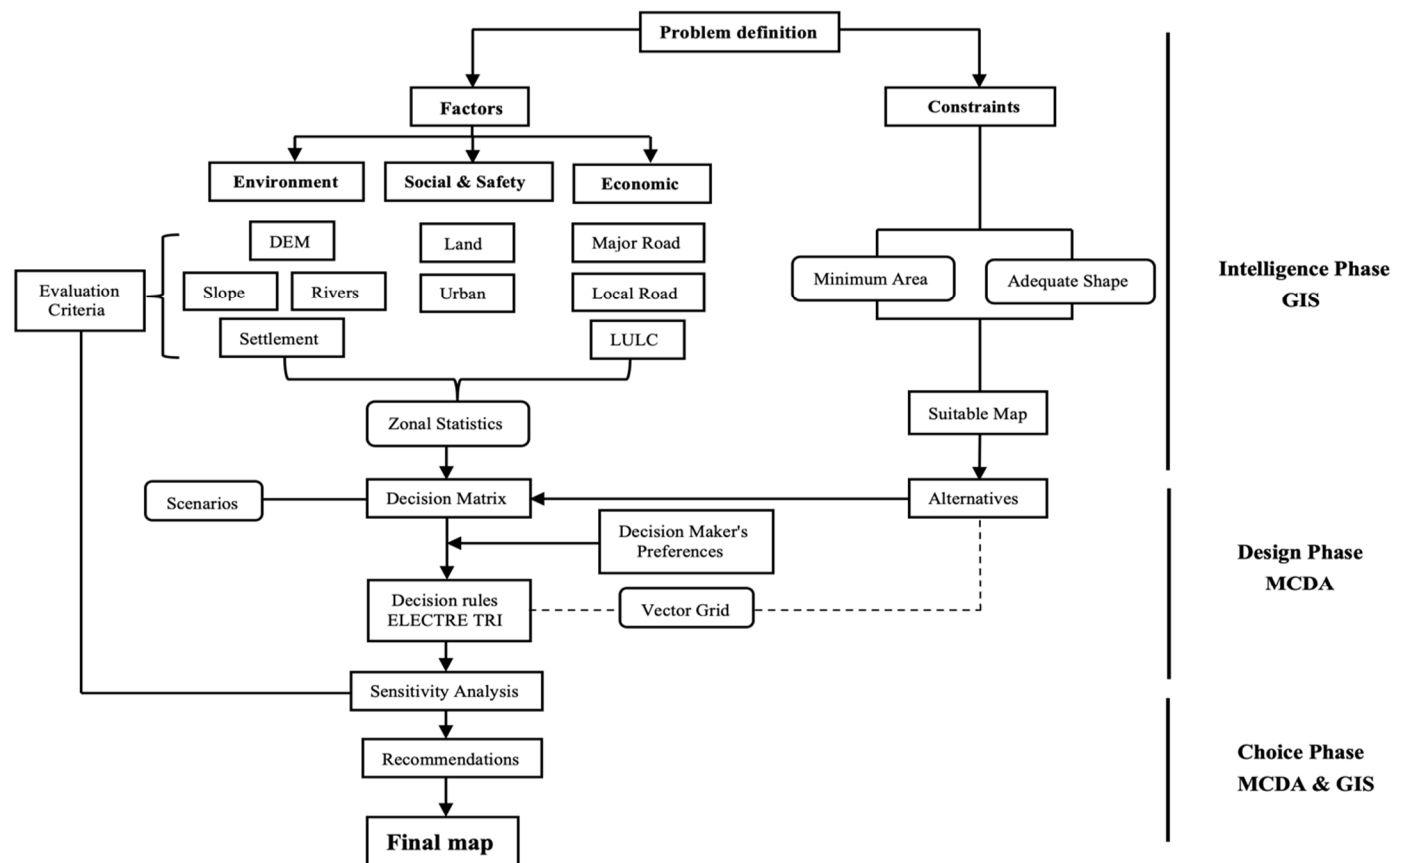 Problem definition
Factors
Constraints
Environment
Social & Safety
Economic
DEM
Land
Major Road
Slope
Rivers
Urban
Local Road
Settlement
LULC
Evaluation
Criteria
Minimum Area
Adequate Shape
Intelligence Phase
GIS
Zonal Statistics
Suitable Map
Scenarios
Decision Matrix
Alternatives
Decision Maker's
Preferences
Design Phase
MCDA
Decision rules
ELECTRE TRI
Vector Grid
Sensitivity Analysis
Recommendations
Choice Phase
MCDA & GIS
Final map